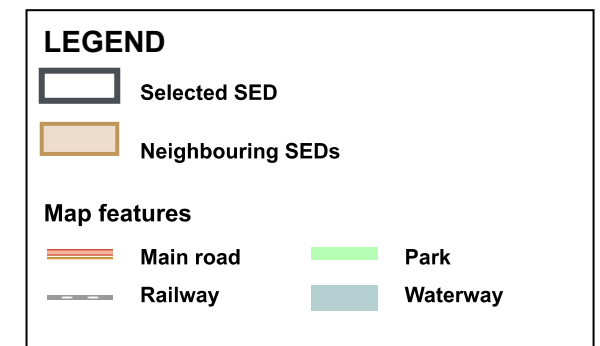 LEGEND
Selected SED
Neighbouring SEDs
Map features
Main road
Park
Railway
Waterway